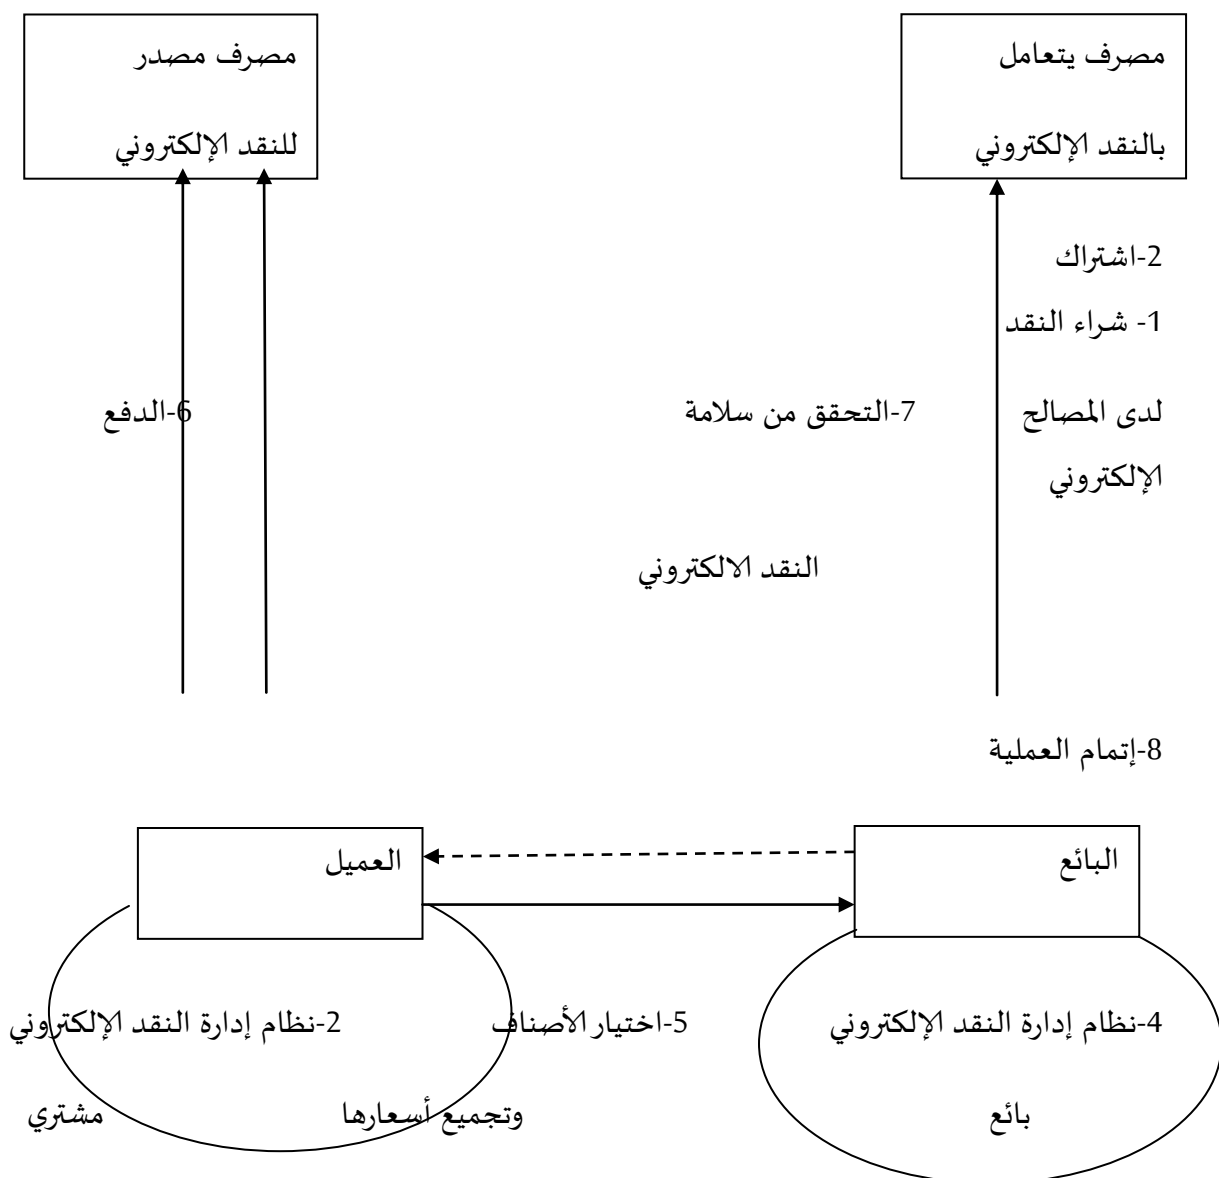 مصرف يتعامل
بالنقد الإلكتروني
مصرف مصدر
للنقد الإلكتروني
2-اشتراك
1- شراء النقد
لدى المصالح
7-التحقق من سلامة
6-الدفع
الإلكتروني
النقد الالكتروني
8-إتمام العملية
البائع
العميل
4-نظام إدارة النقد الإلكتروني
5-اختيار الأصناف
2-نظام إدارة النقد الإلكتروني
بائع
وتجميع أسعارها
مشتري